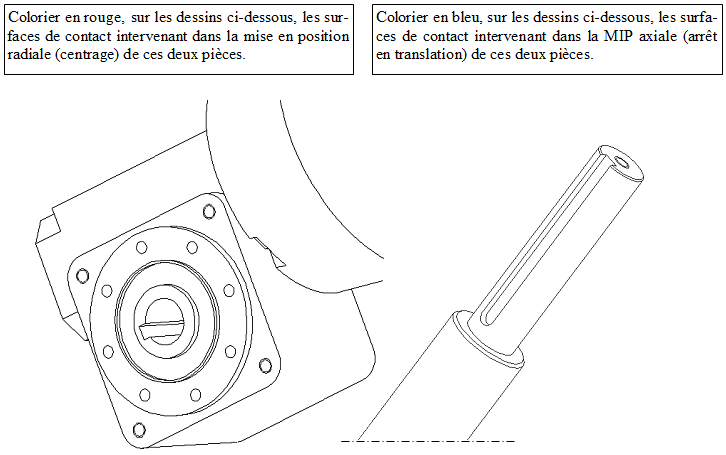 Colorier en rouge, sur les dessins ci-dessous, les sur-
faces de contact intervenant dans la mise en position
radiale (centrage) de ces deux pièces.
Colorier en bleu, sur les dessins ci-dessous, les surfa-
ces de contact intervenant dans la MIP axiale (arrêt
en translation) de ces deux pièces.